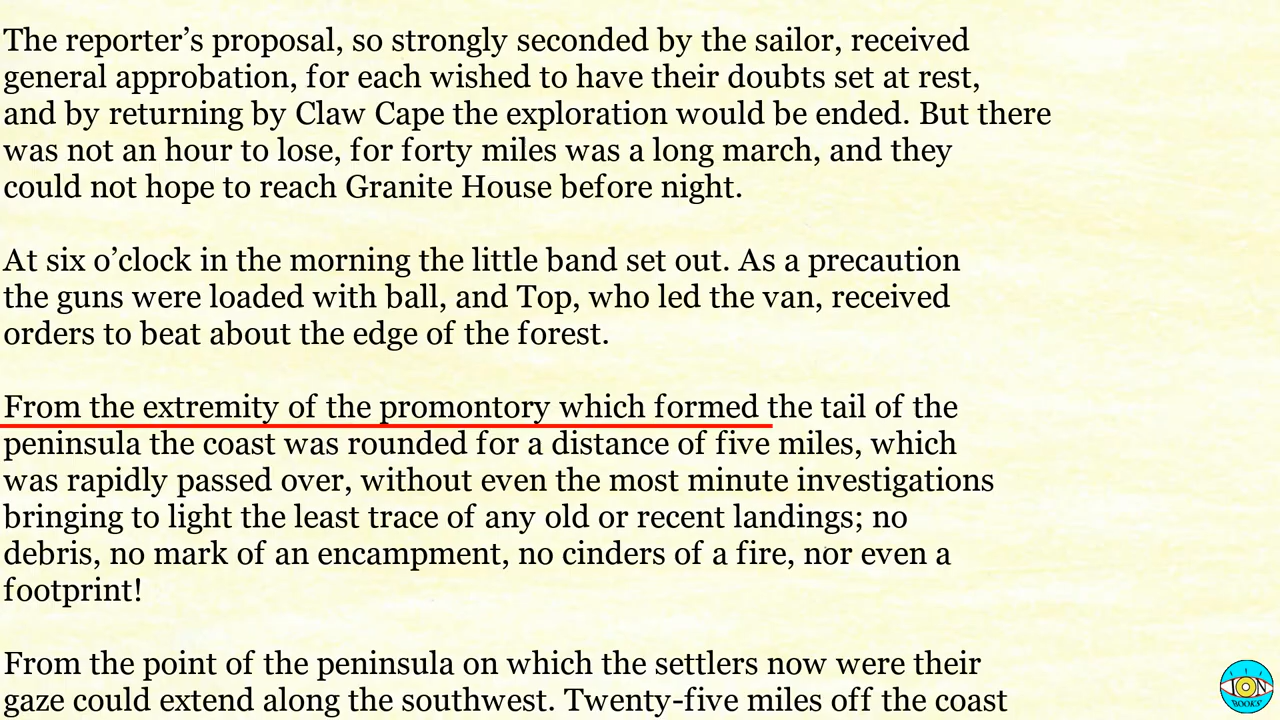 The reporter’s proposal, so strongly seconded by the sailor, received
general approbation, for each wished to have their doubts set at rest,
and by returning by Claw Cape the exploration would be ended. But there
was not an hour to lose, for forty miles was a long march, and they
could not hope to reach Granite House before night.
At six o’clock in the morning the little band set out. As a precaution
the guns were loaded with ball, and Top, who led the van, received
orders to beat about the edge of the forest.
From the extremity of the promontory which formed the tail of the
peninsula the coast was rounded for a distance of five miles, which
was rapidly passed over, without even the most minute investigations
bringing to light the least trace of any old or recent landings; no
debris, no mark of an encampment, no cinders of a fire, nor even a
footprint!
From the point of the peninsula on which the settlers now were their
gaze could extend along the southwest. Twenty-five miles off the coast
ION
BOOKS